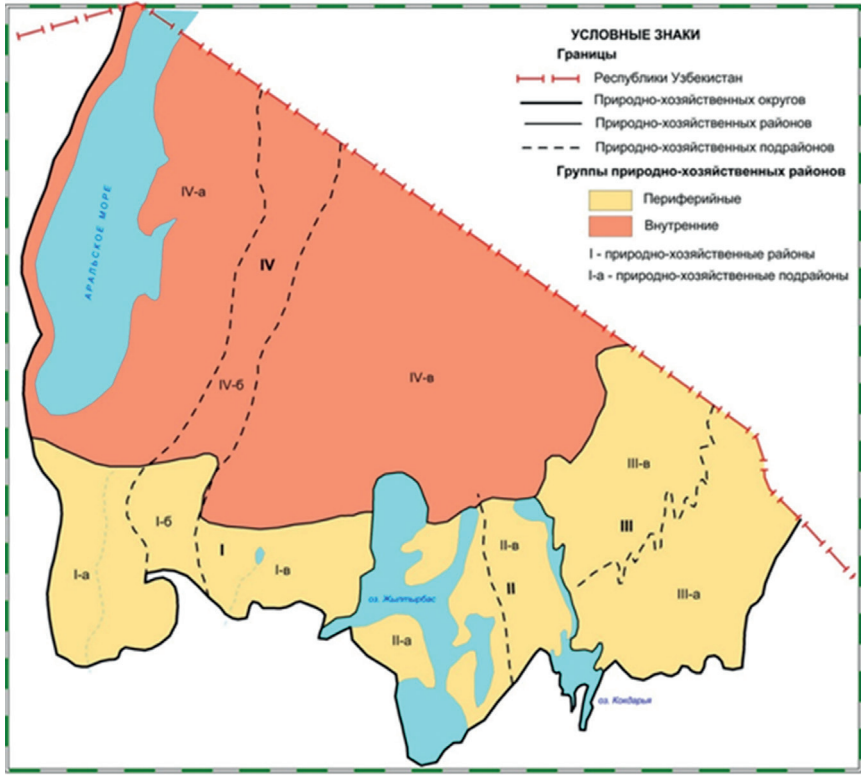 УСЛОВНЫЕ ЗНАКИ
Границы
Республики Узбекистан
Природно-хозяйственных округов
Природно-хозяйственных районов
Природно-хозяйственных подрайонов
Группы природно-хозяйственных районов
Периферийные
Внутренние
I - природно-хозяйственные районы
I-а - природно-хозяйственные подрайоны
АРАЛЬСКОЕ МОРЕ
IV-а
IV
IV-б
IV-в
III-в
III
III-а
I-а
I-б
I
I-в
II-в
II
II-а
оз. Жылтырбас
оз. Кокдарья